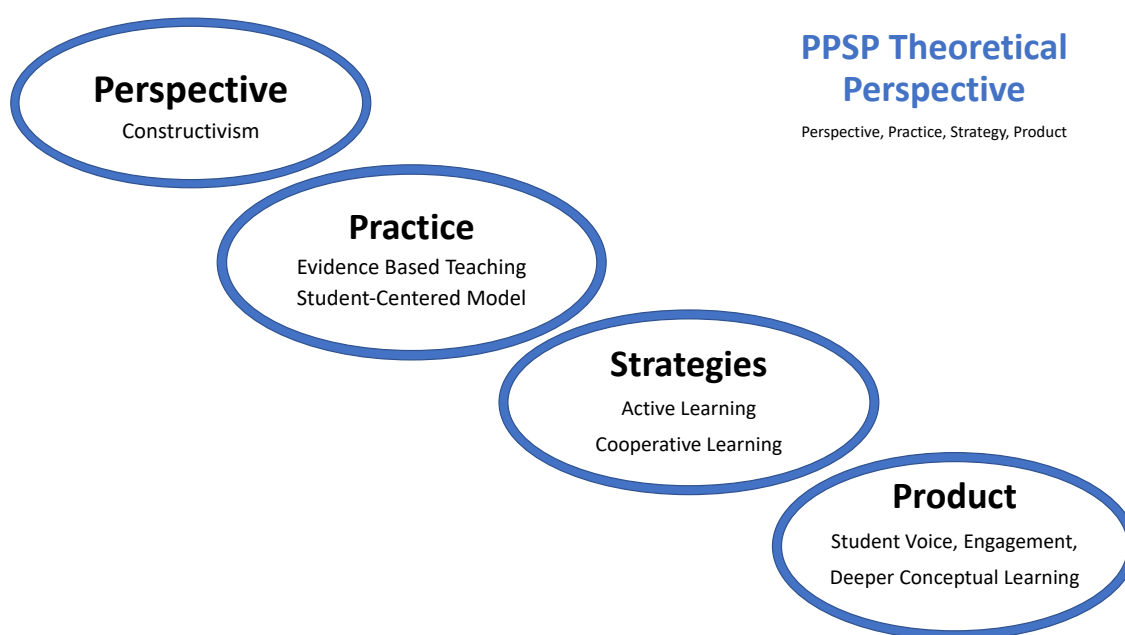 PPSP Theoretical
Perspective
Perspective, Practice, Strategy, Product
Perspective
Constructivism
Practice
Evidence Based Teaching
Student-Centered Model
Strategies
Active Learning
Cooperative Learning
Product
Student Voice, Engagement,
Deeper Conceptual Learning